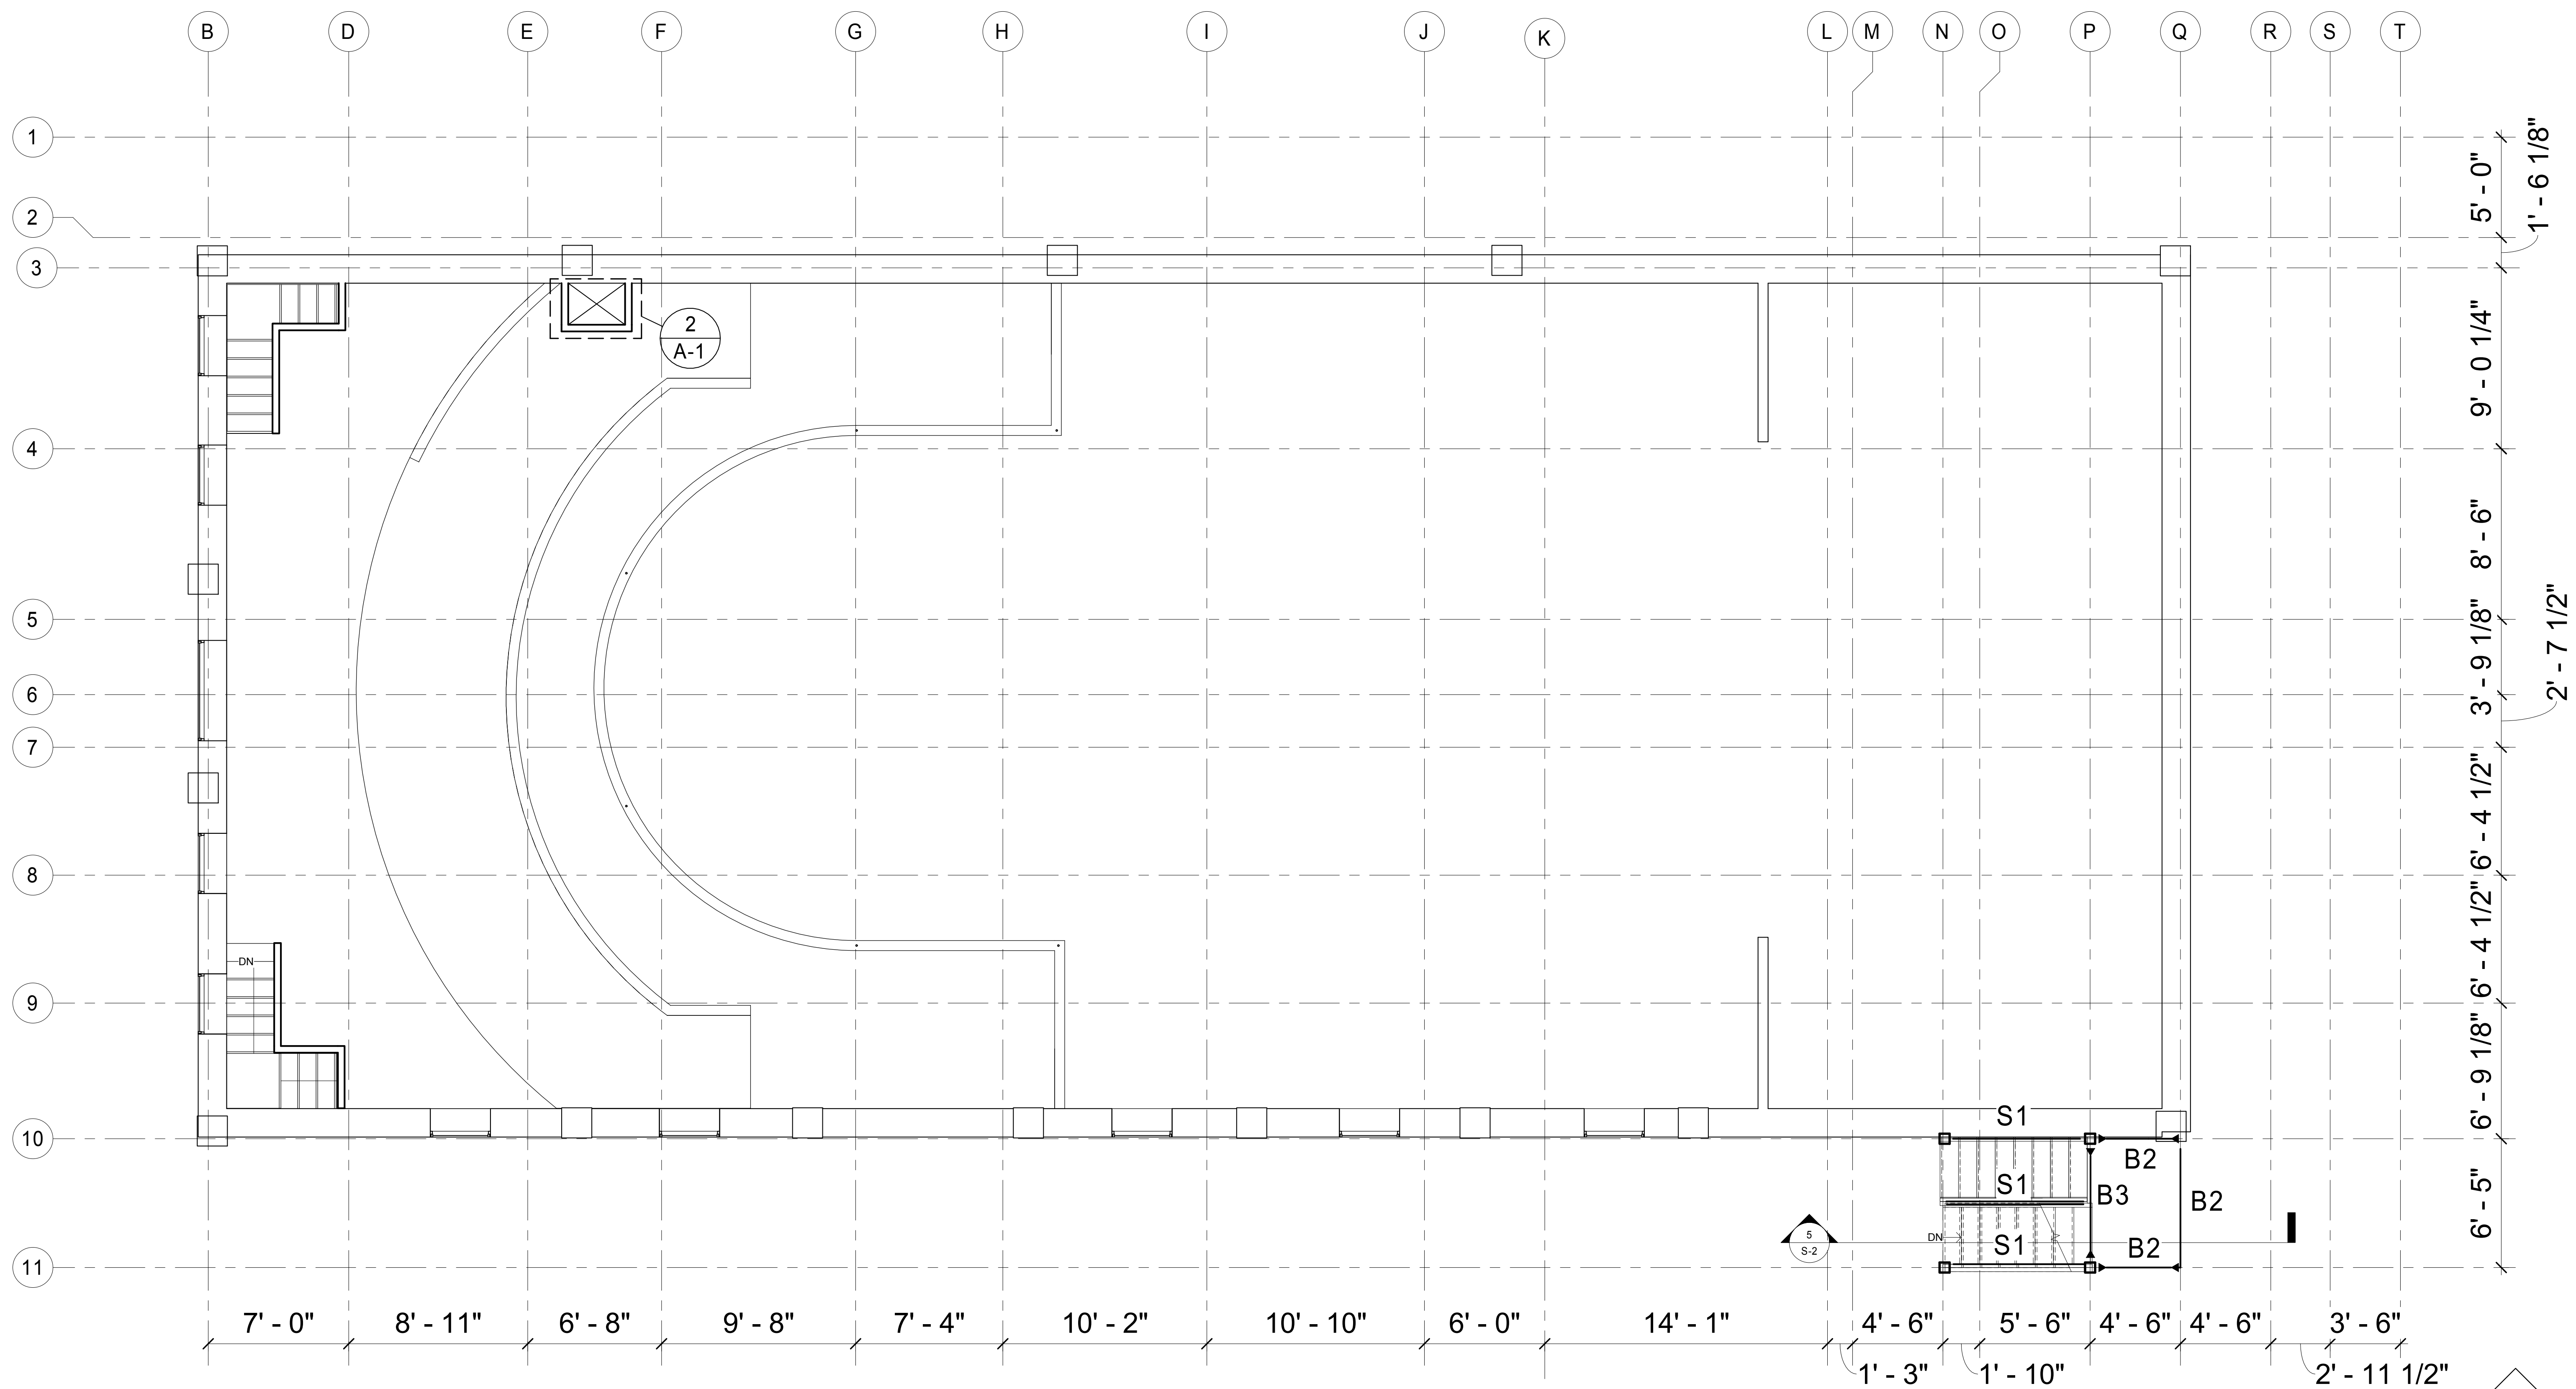 B D E F G H I J K L M N O P Q R S T
1
5' - 0"
1' - 6 1/8"
2
3
2
A-1
9' - 0 1/4"
4
8' - 6"
5
3' - 9 1/8"
2' - 7 1/2"
6
7
6' - 4 1/2"
8
6' - 4 1/2"
DN
9
6' - 9 1/8"
S1
10
B2
S1
B3
B2
6' - 5"
5
S-2
DN
S1
B2
11
7' - 0" 8' - 11" 6' - 8" 9' - 8" 7' - 4" 10' - 2" 10' - 10" 6' - 0" 14' - 1" 4' - 6" 5' - 6" 4' - 6" 4' - 6" 3' - 6"
1' - 3" 1' - 10" 2' - 11 1/2"